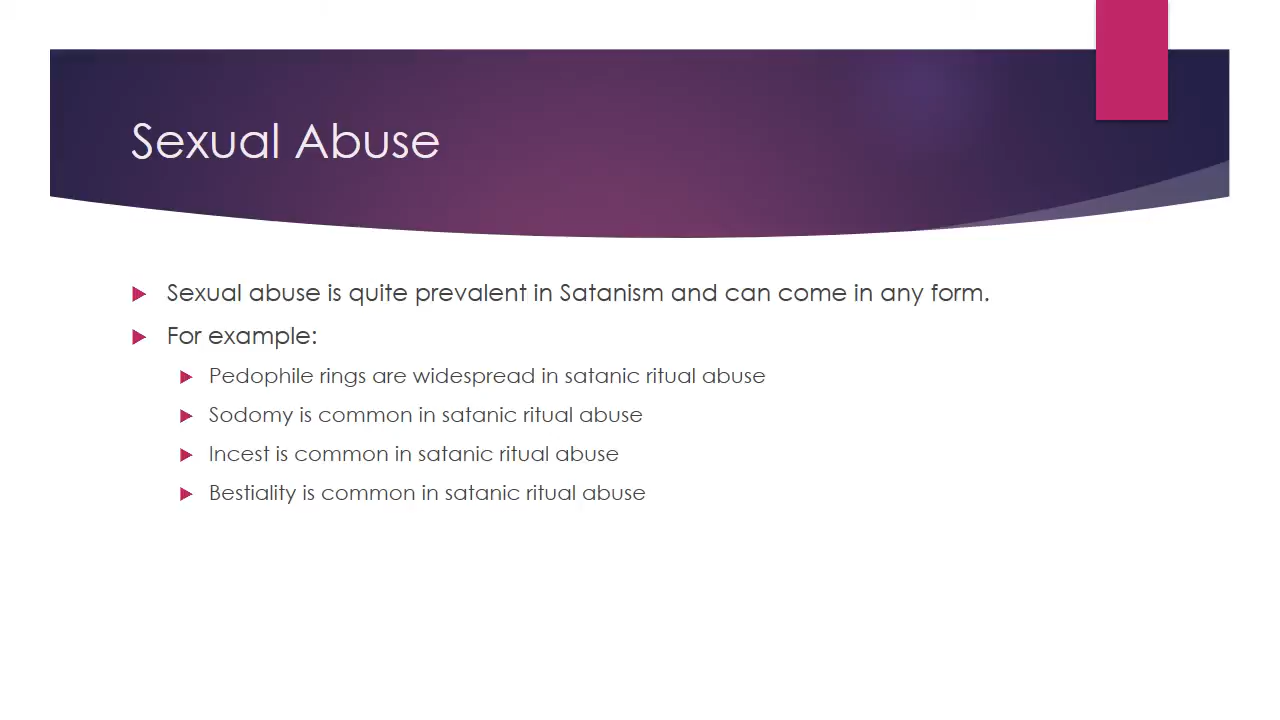 Sexual Abuse
Sexual abuse is quite prevalent in Satanism and can come in any form.
For example:
Pedophile rings are widespread in satanic ritual abuse
Sodomy is common in satanic ritual abuse
Incest is common in satanic ritual abuse
Bestiality is common in satanic ritual abuse